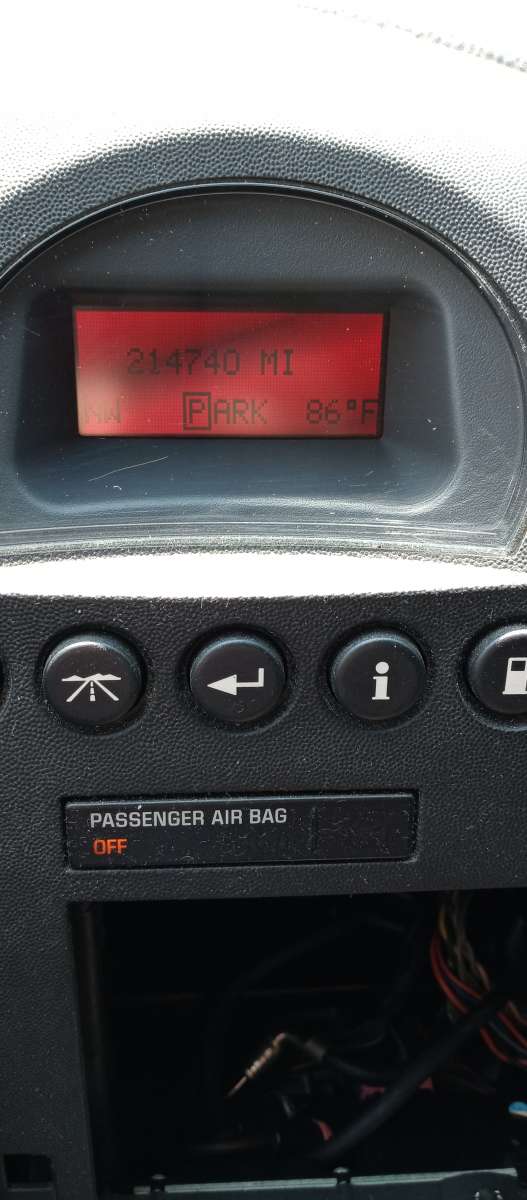 214740 MI
NW PARK 86°F
i
PASSENGER AIR BAG
OFF